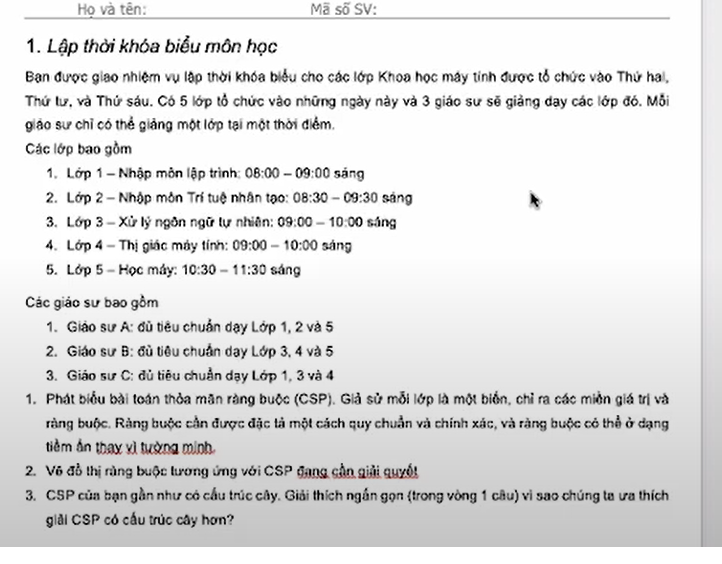 Họ và tên: Mã số SV:
1. Lập thời khóa biểu môn học
Bạn được giao nhiệm vụ lập thời khóa biểu cho các lớp Khoa học máy tính được tổ chức vào Thứ hai,
Thứ tư, và Thứ sáu. Có 5 lớp tổ chức vào những ngày này và 3 giáo sư sẽ giảng dạy các lớp đó. Mỗi
giáo sư chỉ có thể giảng một lớp tại một thời điểm.
Các lớp bao gồm
1. Lớp 1 – Nhập môn lập trình: 08:00 – 09:00 sáng
2. Lớp 2 – Nhập môn Trí tuệ nhân tạo: 08:30 – 09:30 sáng
3. Lớp 3 – Xử lý ngôn ngữ tự nhiên: 09:00 – 10:00 sáng
4. Lớp 4 – Thị giác máy tính: 09:00 – 10:00 sáng
5. Lớp 5 – Học máy: 10:30 – 11:30 sáng
Các giáo sư bao gồm
1. Giáo sư A: đủ tiêu chuẩn dạy Lớp 1, 2 và 5
2. Giáo sư B: đủ tiêu chuẩn dạy Lớp 3, 4 và 5
3. Giáo sư C: đủ tiêu chuẩn dạy Lớp 1, 3 và 4
1. Phát biểu bài toán thỏa mãn ràng buộc (CSP). Giả sử mỗi lớp là một biến, chỉ ra các miền giá trị và
ràng buộc. Ràng buộc cần được đặc tả một cách quy chuẩn và chính xác, và ràng buộc có thể ở dạng
tiềm ẩn thay vì tường minh.
2. Vẽ đồ thị ràng buộc tương ứng với CSP đang cần giải quyết
3. CSP của bạn gần như có cấu trúc cây. Giải thích ngắn gọn (trong vòng 1 câu) vì sao chúng ta ưa thích
giải CSP có cấu trúc cây hơn?